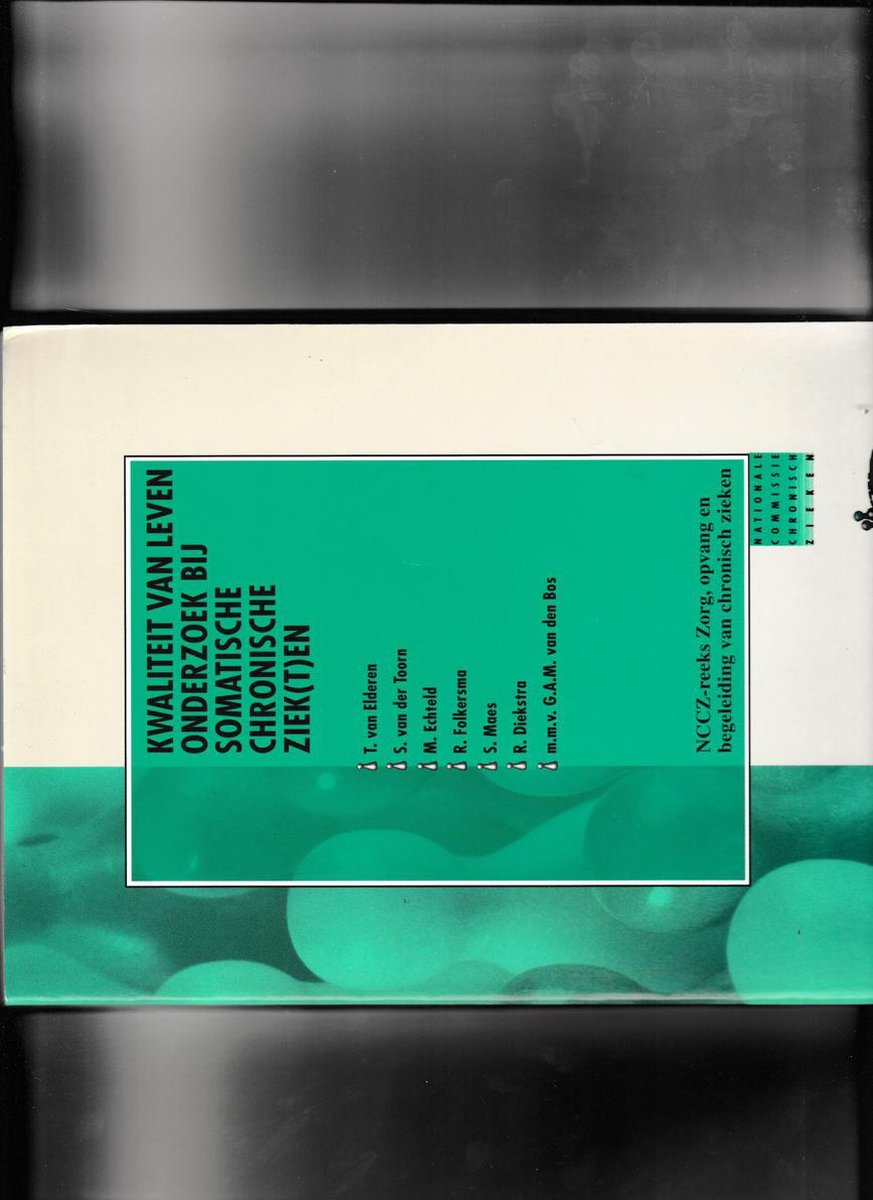 KWALITEIT VAN LEVEN
ONDERZOEK BIJ
SOMATISCHE
CHRONISCHE
ZIEK(T)EN
T. van Elderen
S. van der Toorn
M. Echteld
R. Folkersma
S. Maes
R. Diekstra
m.m.v. G.A.M. van den Bos
NCCZ-reeks Zorg, opvang en
begeleiding van chronisch zieken
NATIONALE
COMMISSIE
CHRONISCH
ZIEKEN